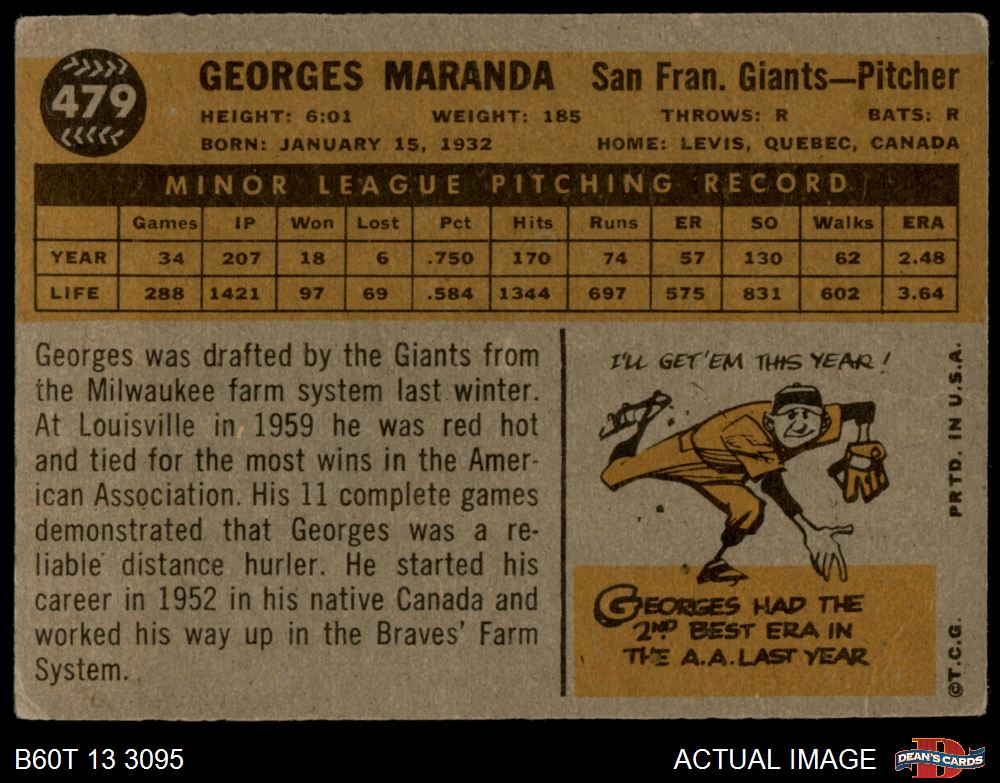 479
GEORGES MARANDA San Fran. Giants—Pitcher
HEIGHT: 6:01 WEIGHT: 185 THROWS: R BATS: R
BORN: JANUARY 15, 1932 HOME: LEVIS, QUEBEC, CANADA
MINOR LEAGUE PITCHING RECORD
Games IP Won Lost Pct Hits Runs ER SO Walks ERA
YEAR 34 207 18 6 .750 170 74 57 130 62 2.48
LIFE 288 1421 97 69 .584 1344 697 575 831 602 3.64
Georges was drafted by the Giants from
the Milwaukee farm system last winter.
At Louisville in 1959 he was red hot
and tied for the most wins in the Amer-
ican Association. His 11 complete games
demonstrated that Georges was a re-
liable distance hurler. He started his
career in 1952 in his native Canada and
worked his way up in the Braves' Farm
System.
I'LL GET 'EM THIS YEAR!
GEORGES HAD THE
2ND BEST ERA IN
THE A.A. LAST YEAR
PRTD. IN U.S.A.
©T.C.G.
B60T 13 3095 ACTUAL IMAGE
D
DEAN'S CARDS